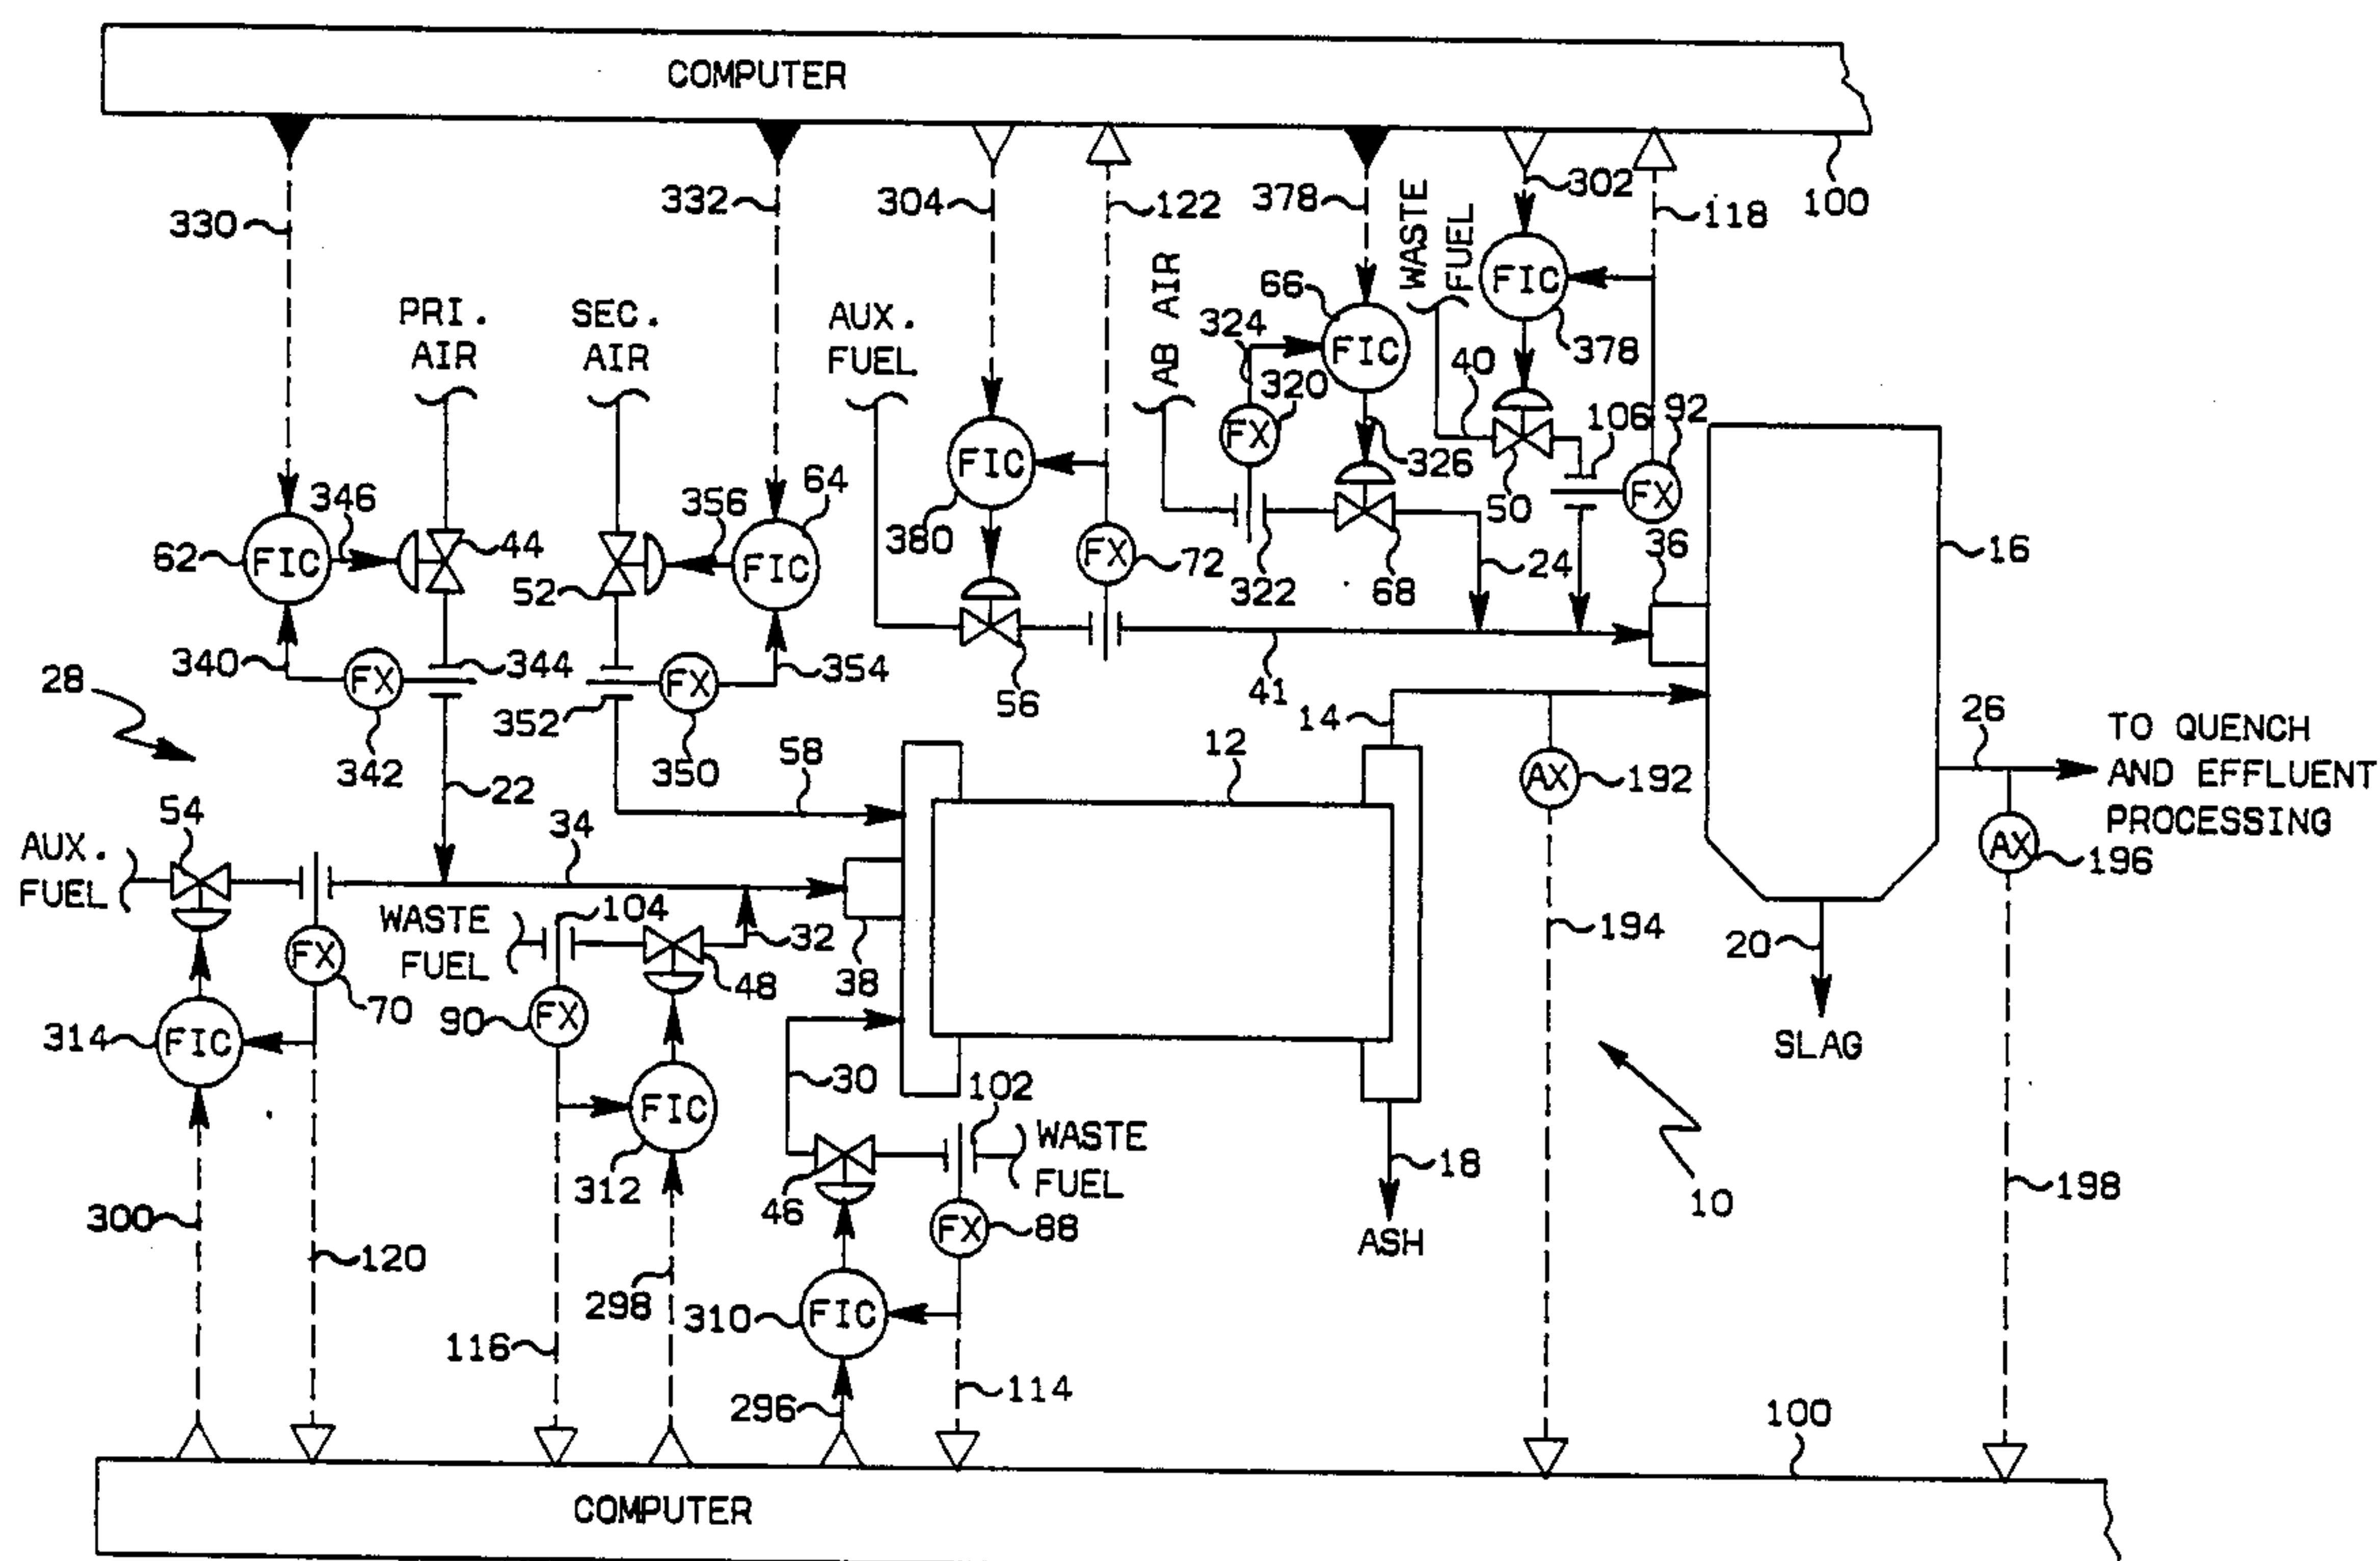 COMPUTER
100
330
332
304
122
378
302
118
PRI.
AIR
SEC.
AIR
AUX.
FUEL
AB AIR
WASTE
FUEL
66
FIC
324
FX
320
326
322
68
24
FIC
378
40
50
106
92
FX
36
16
62
FIC
346
44
340
FX
342
344
22
52
356
FIC
64
352
FX
350
354
58
FIC
380
FX
72
56
41
28
14
12
AX
192
194
26
TO QUENCH
AND EFFLUENT
PROCESSING
AX
196
198
20
SLAG
AUX.
FUEL
54
34
WASTE
FUEL
104
32
38
48
FX
70
314
FIC
90
FX
FIC
312
30
102
WASTE
FUEL
46
FX
88
18
ASH
10
300
120
116
298
310
FIC
296
114
100
COMPUTER